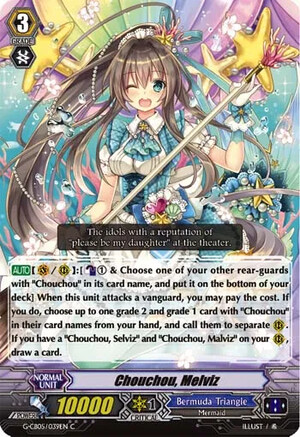 3
GRADE
The idols with a reputation of
"please be my daughter" at the theater.
AUTO [ / ]:[ 1 & Choose one of your other rear-guards
with "Chouchou" in its card name, and put it on the bottom of your
deck] When this unit attacks a vanguard, you may pay the cost. If
you do, choose up to one grade 2 and grade 1 card with "Chouchou"
in their card names from your hand, and call them to separate .
If you have a "Chouchou, Selviz" and "Chouchou, Malviz" on your
draw a card.
NORMAL
UNIT
Chouchou, Melviz
POWER
10000
1
CRITICAL
Bermuda Triangle
Mermaid
G-CB05/039EN C
ILLUST /